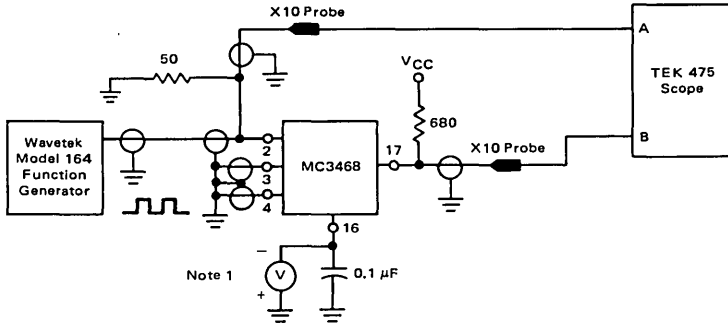 X10 Probe
A
50
VCC
TEK 475
Scope
680
Wavetek
Model 164
Function
Generator
2
MC3468
17
X10 Probe
B
3
4
16
Note 1
−
V
+
0.1 μF